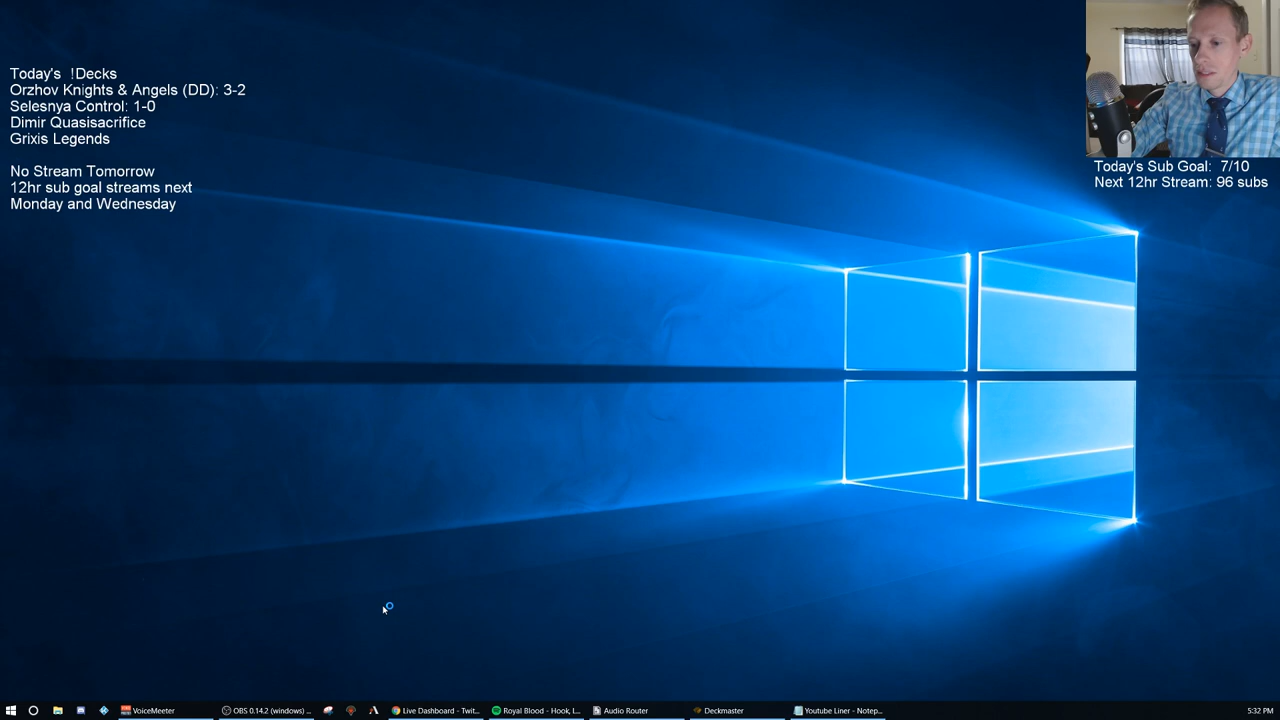 Today's !Decks
Orzhov Knights & Angels (DD): 3-2
Selesnya Control: 1-0
Dimir Quasisacrifice
Grixis Legends
No Stream Tomorrow
12hr sub goal streams next
Monday and Wednesday
Today's Sub Goal: 7/10
Next 12hr Stream: 96 subs
VoiceMeeter
OBS 0.14.2 (windows) ...
Live Dashboard - Twit...
Royal Blood - Hook, L...
Audio Router
Deckmaster
Youtube Liner - Notep...
5:32 PM